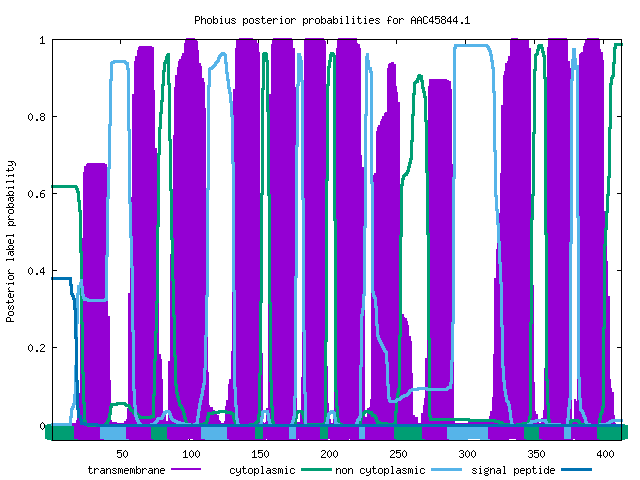 Phobius posterior probabilities for AAC45844.1
Posterior label probability
1
0.8
0.6
0.4
0.2
0
50 100 150 200 250 300 350 400
transmembrane cytoplasmic non cytoplasmic signal peptide